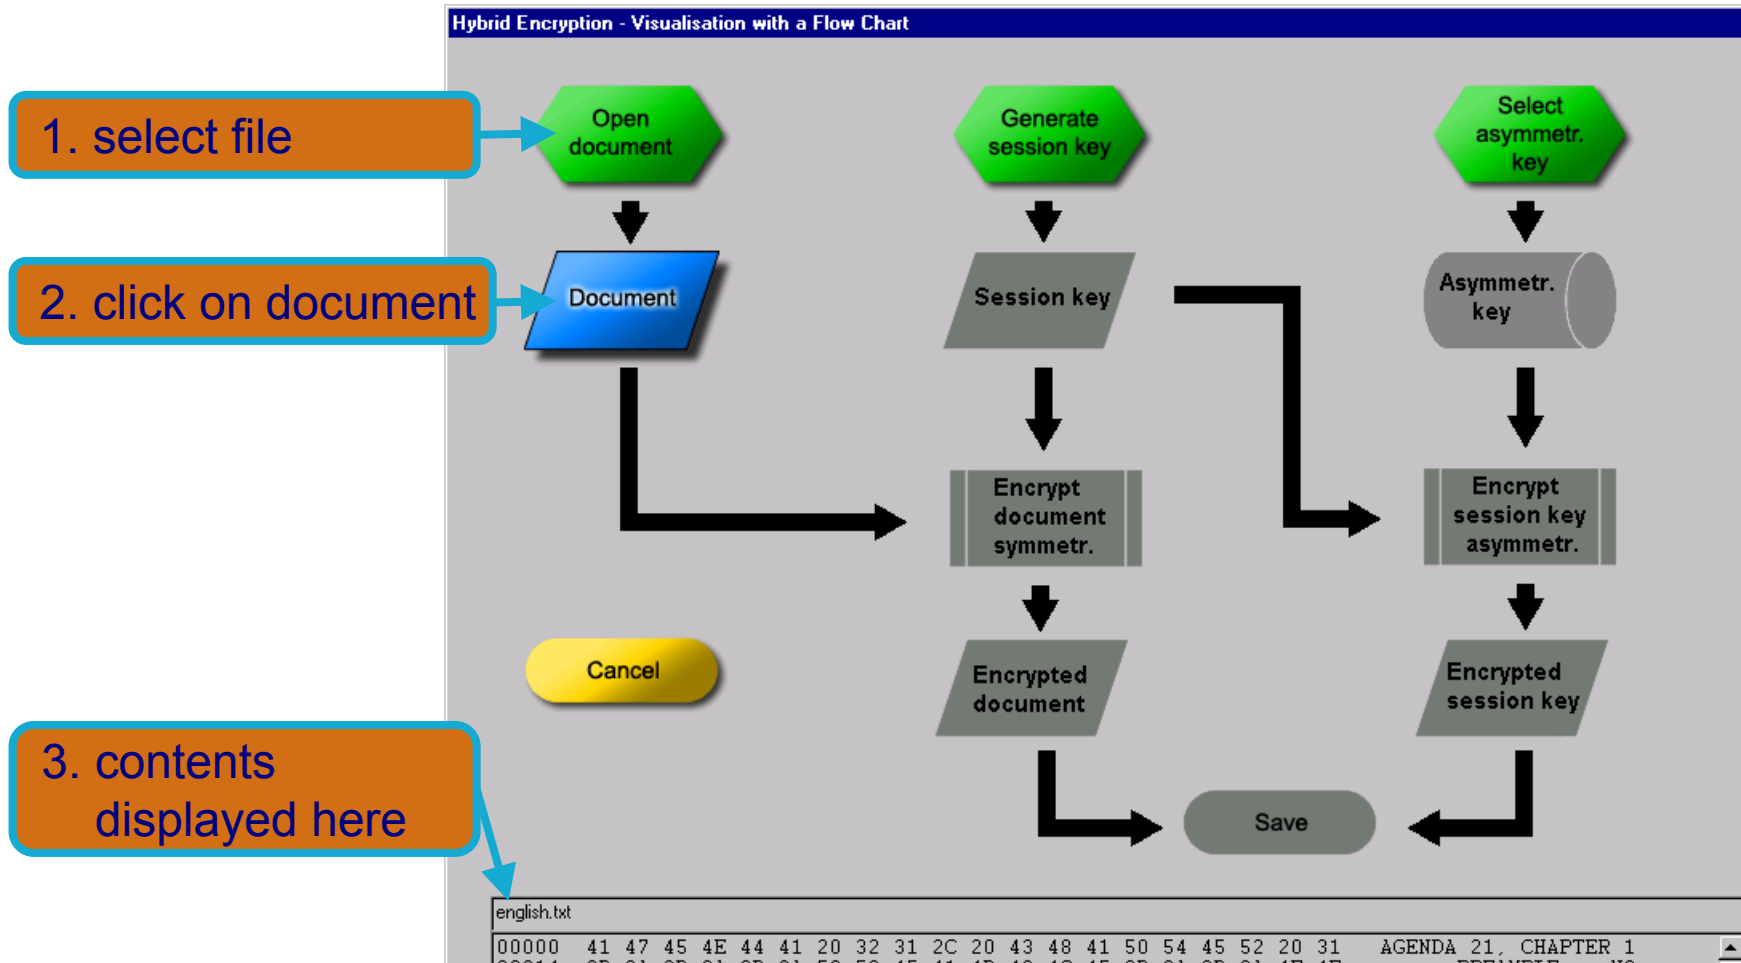 Hybrid Encryption - Visualisation with a Flow Chart
1. select file
Open
document
Generate
session key
Select
asymmetr.
key
2. click on document
Document
Session key
Asymmetr.
key
Encrypt
document
symmetr.
Encrypt
session key
asymmetr.
Cancel
Encrypted
document
Encrypted
session key
3. contents
displayed here
Save
english.txt
00000 41 47 45 4E 44 41 20 32 31 2C 20 43 48 41 50 54 45 52 20 31 AGENDA 21, CHAPTER 1